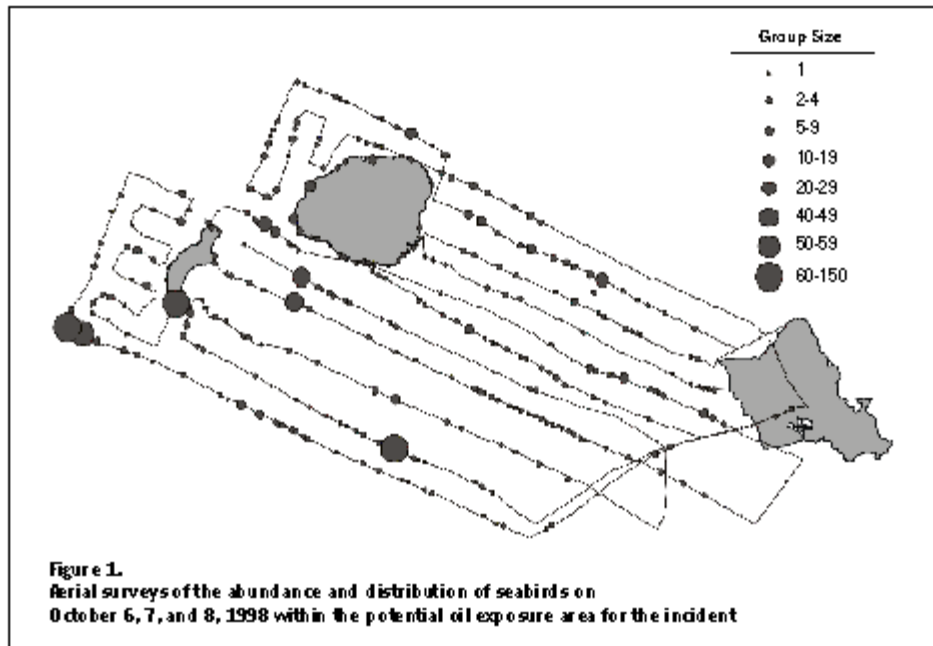 Group Size
1
2-4
5-9
10-19
20-29
40-49
50-59
60-150
Figure 1.
Aerial surveys of the abundance and distribution of seabirds on
October 6, 7, and 8, 1998 within the potential oil exposure area for the incident